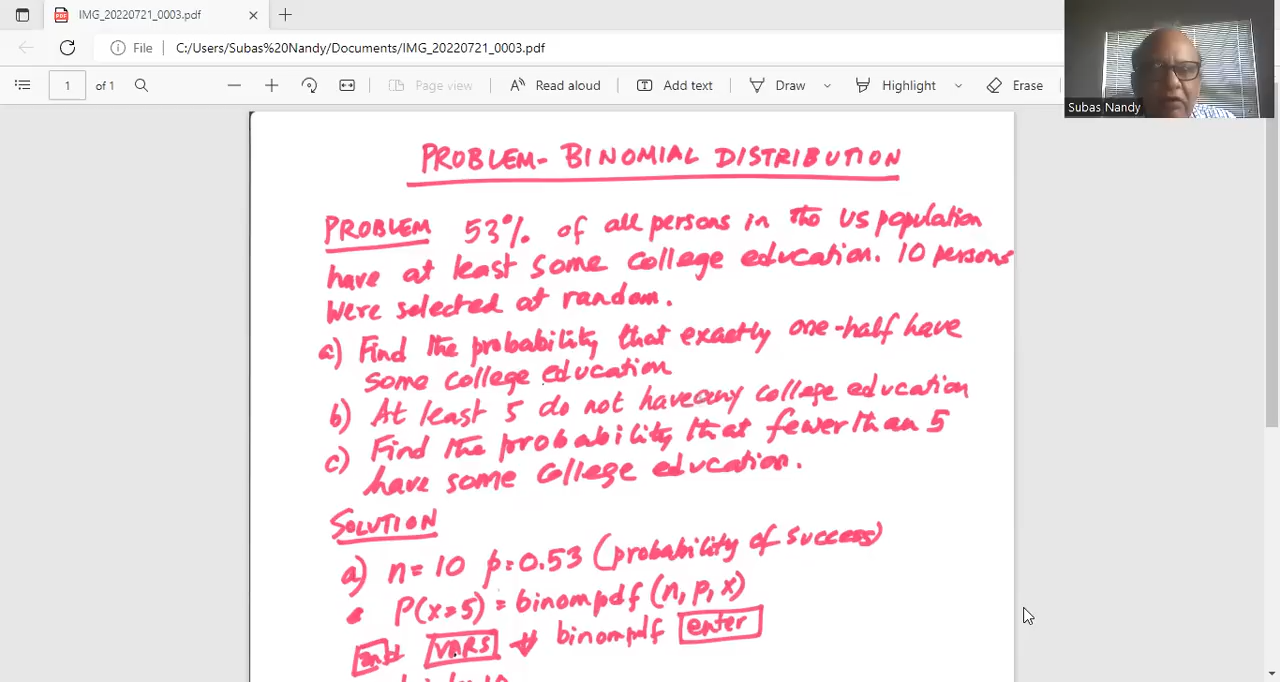 IMG_20220721_0003.pdf
File C:/Users/Subas%20Nandy/Documents/IMG_20220721_0003.pdf
1 of 1 Page view Read aloud Add text Draw Highlight Erase
Subas Nandy
PROBLEM- BINOMIAL DISTRIBUTION
PROBLEM 53% of all persons in the US population
have at least some college education. 10 persons
were selected at random.
a) Find the probability that exactly one-half have
some college education
b) At least 5 do not have any college education
c) Find the probability that fewer than 5
have some college education.
SOLUTION
a) n = 10 p = 0.53 (probability of success)
P(x=5) = binompdf (n, p, x)
2nd VARS ↓ binompdf enter